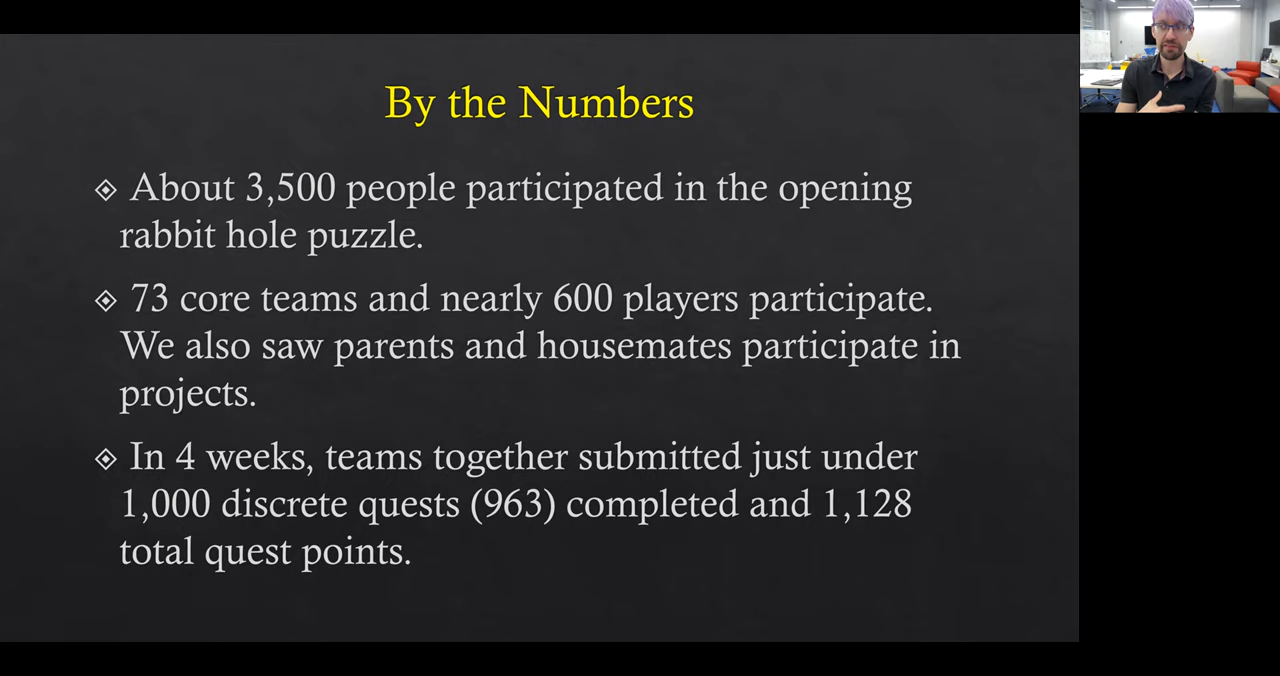 By the Numbers
About 3,500 people participated in the opening
rabbit hole puzzle.
73 core teams and nearly 600 players participate.
We also saw parents and housemates participate in
projects.
In 4 weeks, teams together submitted just under
1,000 discrete quests (963) completed and 1,128
total quest points.